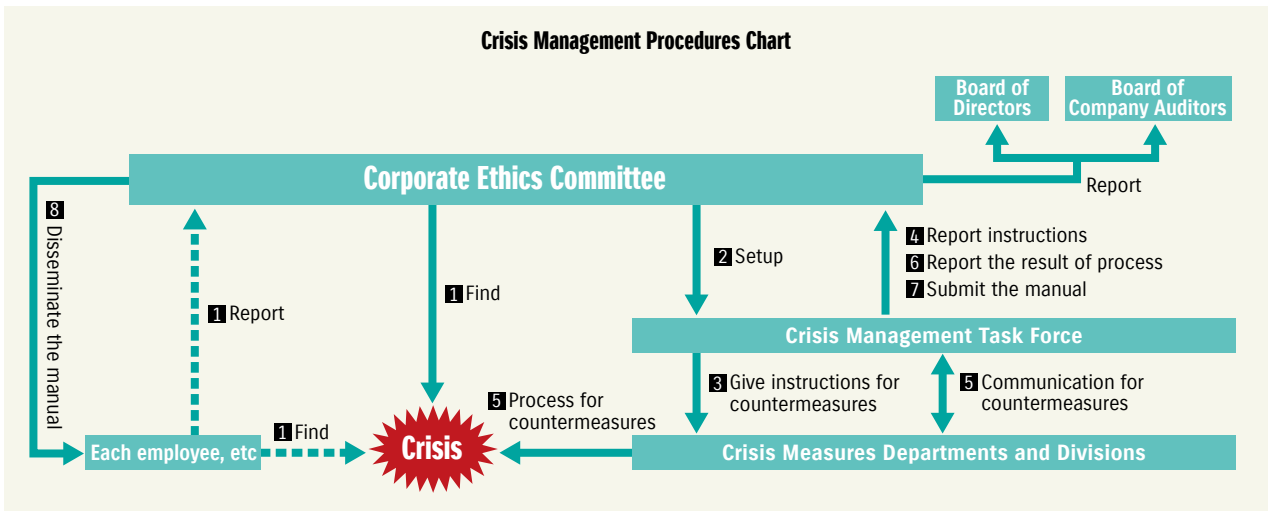 Crisis Management Procedures Chart
Board of
Directors
Board of
Company Auditors
Corporate Ethics Committee
Report
8 Disseminate the manual
1 Report
1 Find
2 Setup
4 Report instructions
6 Report the result of process
7 Submit the manual
Crisis Management Task Force
3 Give instructions for
countermeasures
5 Communication for
countermeasures
5 Process for
countermeasures
1 Find
Each employee, etc
Crisis
Crisis Measures Departments and Divisions